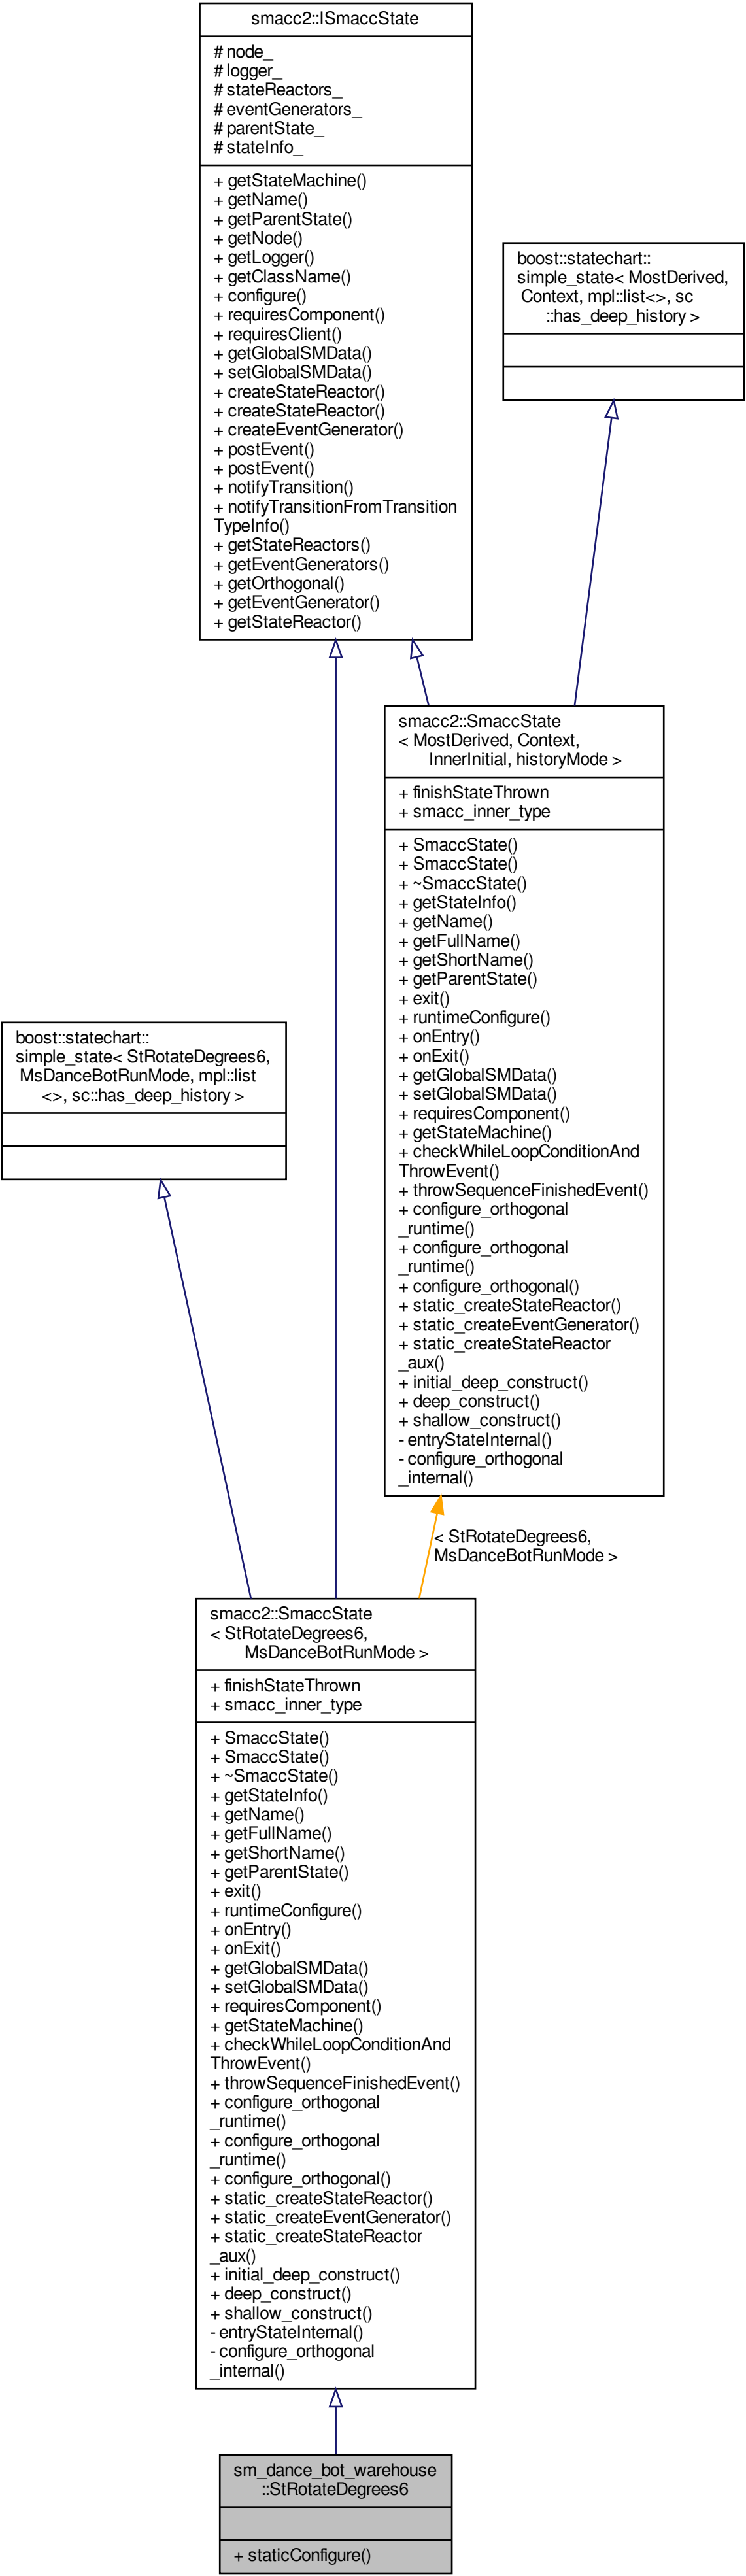 smacc2::ISmaccState
# node_
# logger_
# stateReactors_
# eventGenerators_
# parentState_
# stateInfo_
+ getStateMachine()
+ getName()
+ getParentState()
+ getNode()
+ getLogger()
+ getClassName()
+ configure()
+ requiresComponent()
+ requiresClient()
+ getGlobalSMData()
+ setGlobalSMData()
+ createStateReactor()
+ createStateReactor()
+ createEventGenerator()
+ postEvent()
+ postEvent()
+ notifyTransition()
+ notifyTransitionFromTransition
TypeInfo()
+ getStateReactors()
+ getEventGenerators()
+ getOrthogonal()
+ getEventGenerator()
+ getStateReactor()
boost::statechart::
simple_state< MostDerived,
Context, mpl::list<>, sc
::has_deep_history >
smacc2::SmaccState
< MostDerived, Context,
InnerInitial, historyMode >
+ finishStateThrown
+ smacc_inner_type
+ SmaccState()
+ SmaccState()
+ ~SmaccState()
+ getStateInfo()
+ getName()
+ getFullName()
+ getShortName()
+ getParentState()
+ exit()
+ runtimeConfigure()
+ onEntry()
+ onExit()
+ getGlobalSMData()
+ setGlobalSMData()
+ requiresComponent()
+ getStateMachine()
+ checkWhileLoopConditionAnd
ThrowEvent()
+ throwSequenceFinishedEvent()
+ configure_orthogonal
_runtime()
+ configure_orthogonal
_runtime()
+ configure_orthogonal()
+ static_createStateReactor()
+ static_createEventGenerator()
+ static_createStateReactor
_aux()
+ initial_deep_construct()
+ deep_construct()
+ shallow_construct()
- entryStateInternal()
- configure_orthogonal
_internal()
boost::statechart::
simple_state< StRotateDegrees6,
MsDanceBotRunMode, mpl::list
<>, sc::has_deep_history >
< StRotateDegrees6,
MsDanceBotRunMode >
smacc2::SmaccState
< StRotateDegrees6,
MsDanceBotRunMode >
+ finishStateThrown
+ smacc_inner_type
+ SmaccState()
+ SmaccState()
+ ~SmaccState()
+ getStateInfo()
+ getName()
+ getFullName()
+ getShortName()
+ getParentState()
+ exit()
+ runtimeConfigure()
+ onEntry()
+ onExit()
+ getGlobalSMData()
+ setGlobalSMData()
+ requiresComponent()
+ getStateMachine()
+ checkWhileLoopConditionAnd
ThrowEvent()
+ throwSequenceFinishedEvent()
+ configure_orthogonal
_runtime()
+ configure_orthogonal
_runtime()
+ configure_orthogonal()
+ static_createStateReactor()
+ static_createEventGenerator()
+ static_createStateReactor
_aux()
+ initial_deep_construct()
+ deep_construct()
+ shallow_construct()
- entryStateInternal()
- configure_orthogonal
_internal()
sm_dance_bot_warehouse
::StRotateDegrees6
+ staticConfigure()